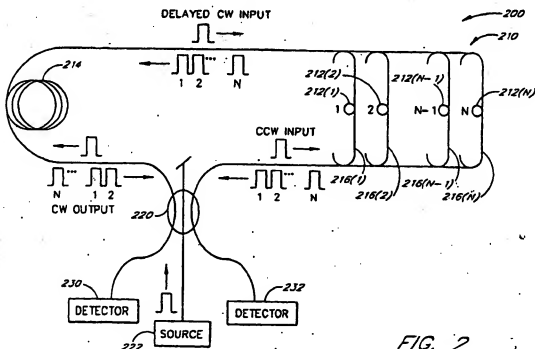 DELAYED CW INPUT
200
210
1 2 ... N
214
212(1)
212(2)
212(N-1)
212(N)
1 2 N-1 N
CCW INPUT
216(1)
216(2)
216(N-1)
216(N)
N ... 1 2
CW OUTPUT
1 2 ... N
220
230
232
DETECTOR
DETECTOR
SOURCE
222
FIG. 2